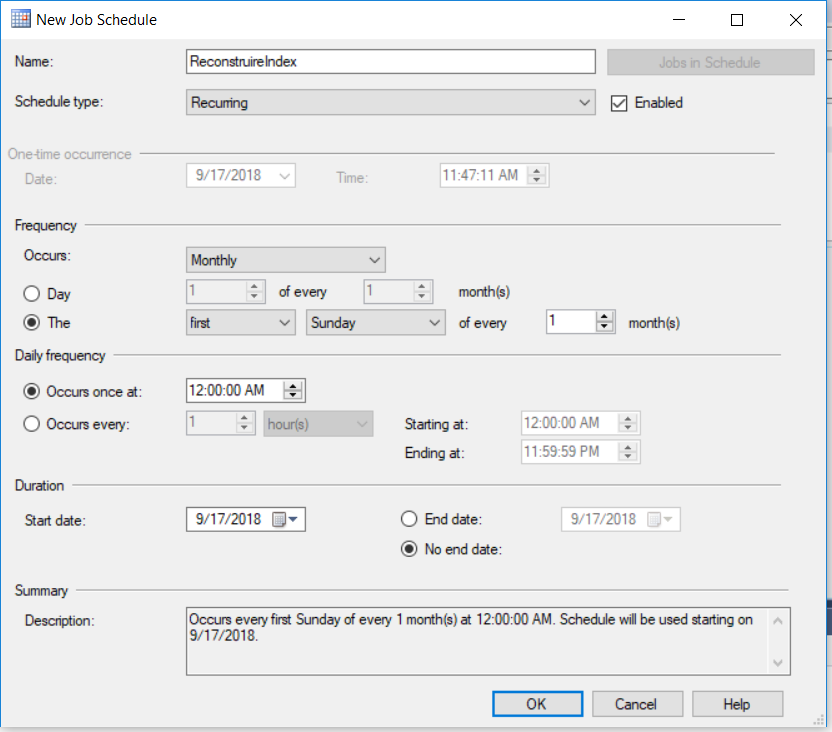 New Job Schedule
Name: ReconstruireIndex Jobs in Schedule
Schedule type: Recurring Enabled
One-time occurrence
Date: 9/17/2018 Time: 11:47:11 AM
Frequency
Occurs: Monthly
Day 1 of every 1 month(s)
The first Sunday of every 1 month(s)
Daily frequency
Occurs once at: 12:00:00 AM
Occurs every: 1 hour(s) Starting at: 12:00:00 AM
Ending at: 11:59:59 PM
Duration
Start date: 9/17/2018 End date: 9/17/2018
No end date:
Summary
Description: Occurs every first Sunday of every 1 month(s) at 12:00:00 AM. Schedule will be used starting on
9/17/2018.
OK Cancel Help